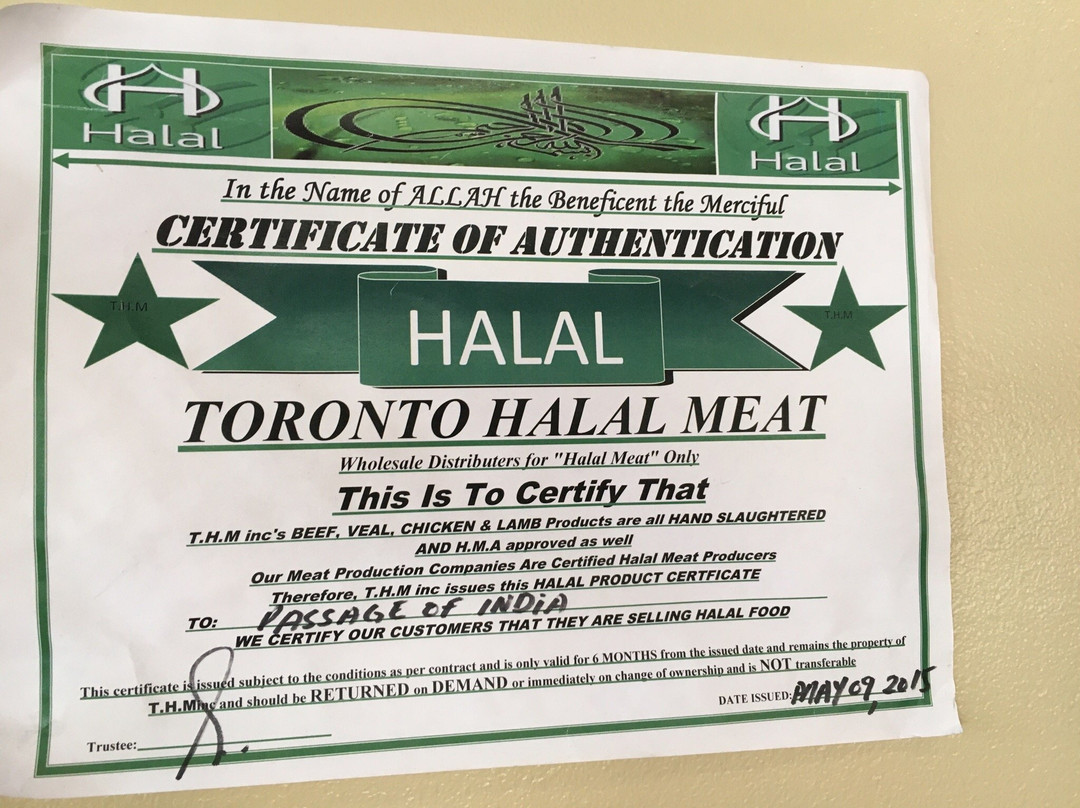 Halal
Halal
In the Name of ALLAH the Beneficent the Merciful
CERTIFICATE OF AUTHENTICATION
T.H.M
HALAL
T.H.M
TORONTO HALAL MEAT
Wholesale Distributers for "Halal Meat" Only
This Is To Certify That
T.H.M inc's BEEF, VEAL, CHICKEN & LAMB Products are all HAND SLAUGHTERED
AND H.M.A approved as well
Our Meat Production Companies Are Certified Halal Meat Producers
Therefore, T.H.M inc issues this HALAL PRODUCT CERTFICATE
TO: PASSAGE OF INDIA
WE CERTIFY OUR CUSTOMERS THAT THEY ARE SELLING HALAL FOOD
This certificate is issued subject to the conditions as per contract and is only valid for 6 MONTHS from the issued date and remains the property of
T.H.M inc and should be RETURNED on DEMAND or immediately on change of ownership and is NOT transferable
DATE ISSUED: MAY 09, 2015
Trustee: